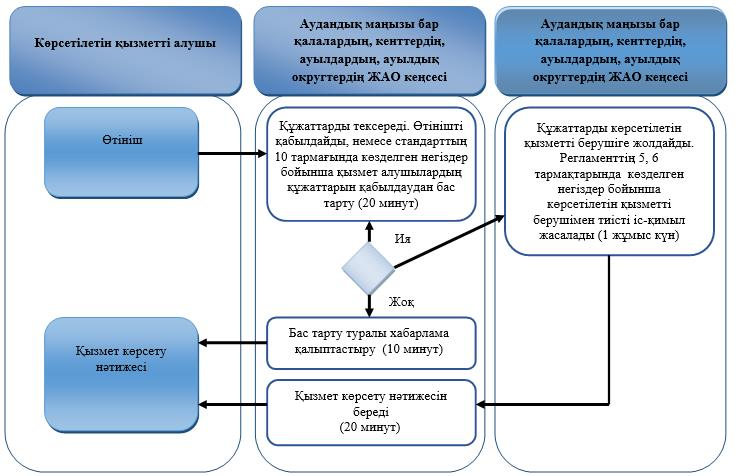 Көрсетілетін қызметті алушы
Аудандық маңызы бар
қалалардың, кенттердің,
ауылдардың, ауылдық
округтердің ЖАО кеңсесі
Аудандық маңызы бар
қалалардың, кенттердің,
ауылдардың, ауылдық
округтердің ЖАО кеңсесі
Өтініш
Құжаттарды тексереді. Өтінішті
қабылдайды, немесе стандарттың
10 тармағында көзделген негіздер
бойынша қызмет алушылардың
құжаттарын қабылдаудан бас
тарту (20 минут)
Құжаттарды көрсетілетін
қызметті берушіге жолдайды.
Регламенттің 5, 6
тармақтарында көзделген
негіздер бойынша
көрсетілетін қызметті
берушімен тиісті іс-қимыл
жасалады (1 жұмыс күн)
Ия
Жоқ
Бас тарту туралы хабарлама
қалыптастыру (10 минут)
Қызмет көрсету
нәтижесі
Қызмет көрсету нәтижесін
береді
(20 минут)